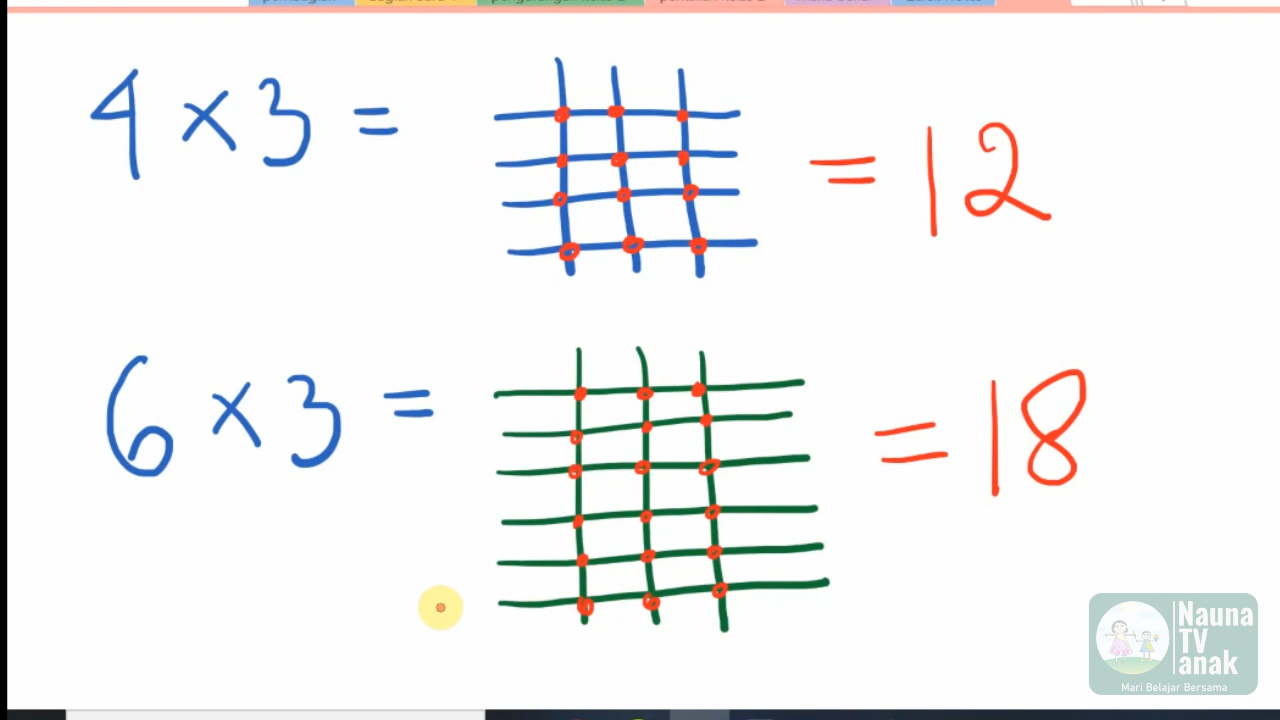 4 × 3 =
= 12
6 × 3 =
= 18
Nauna
TV
anak
Mari Belajar Bersama